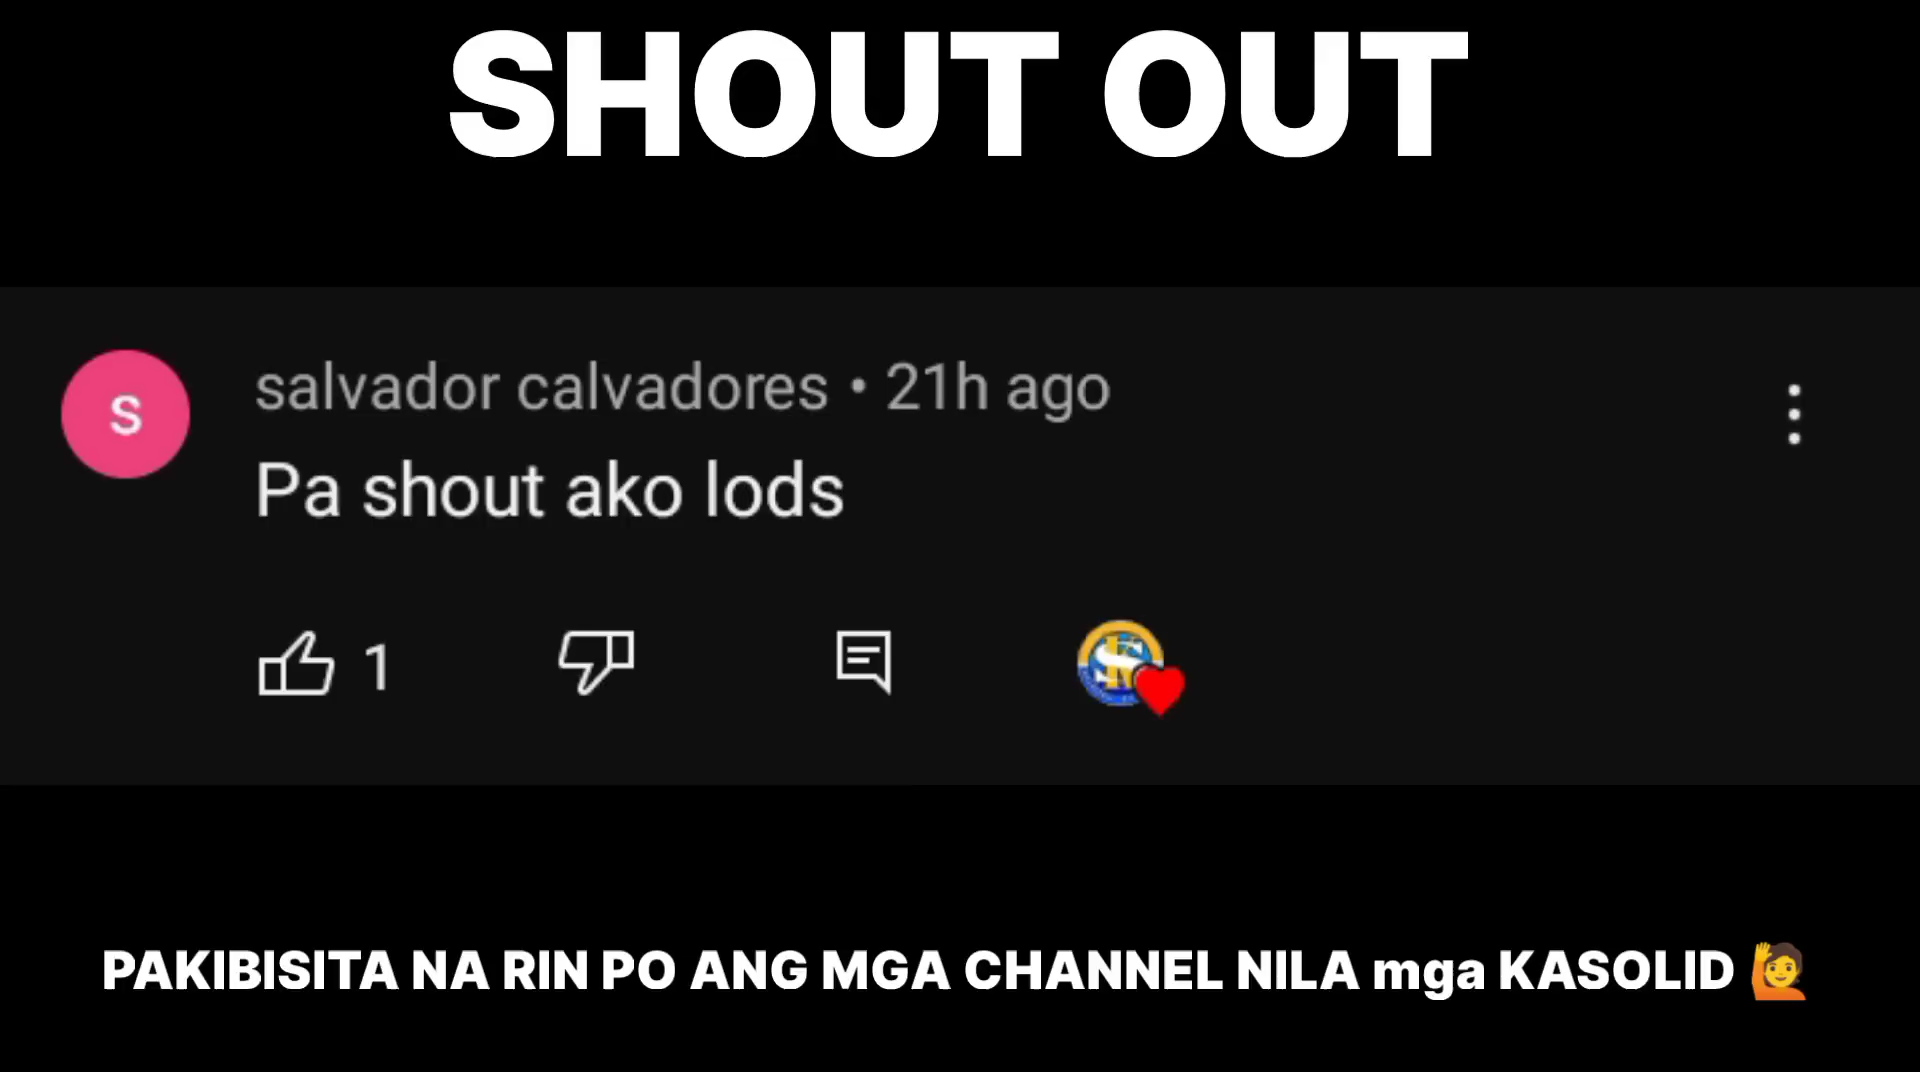 SHOUT OUT
S
salvador calvadores • 21h ago
Pa shout ako lods
1
PAKIBISITA NA RIN PO ANG MGA CHANNEL NILA mga KASOLID 🙋